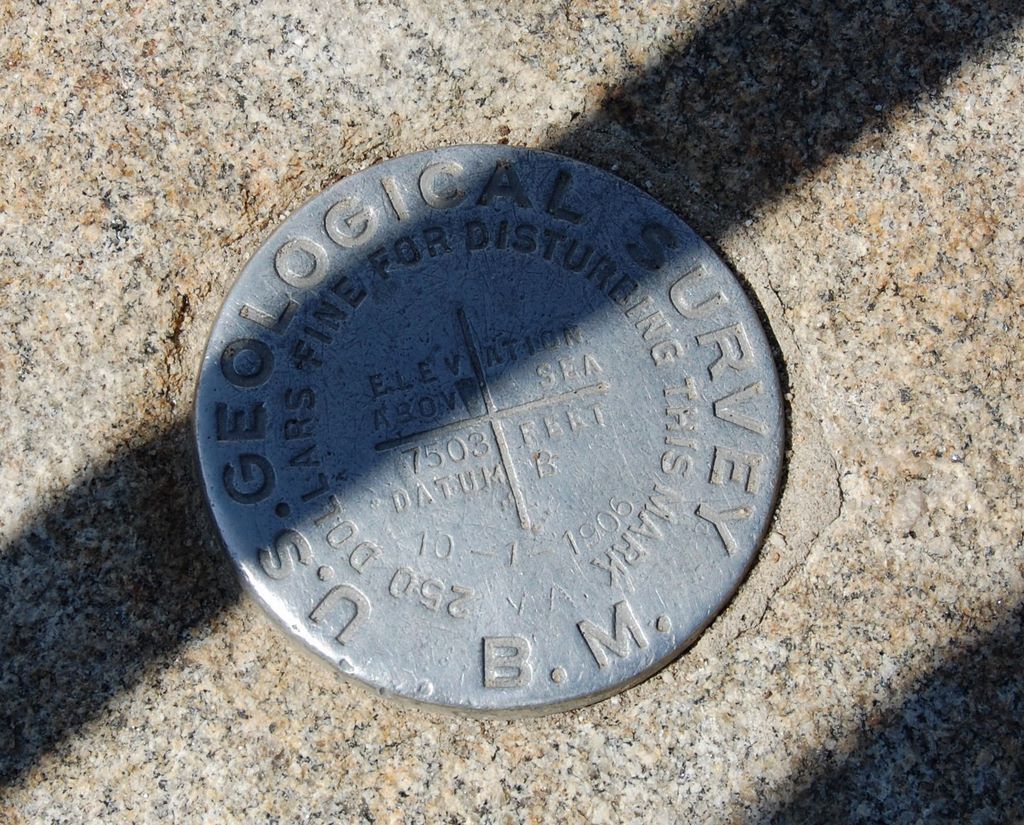 U.S. GEOLOGICAL SURVEY
B. M.
250 DOLLARS FINE FOR DISTURBING THIS MARK
ELEVATION
ABOVE SEA
7503 FEET
DATUM B
10 - 1 - 1906
V. A.